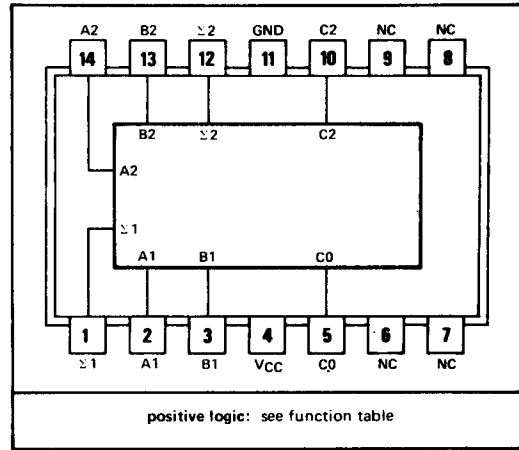 A2 B2 Σ2 GND C2 NC NC
14 13 12 11 10 9 8
B2 Σ2 C2
A2
Σ1
A1 B1 C0
1 2 3 4 5 6 7
Σ1 A1 B1 VCC C0 NC NC
positive logic: see function table